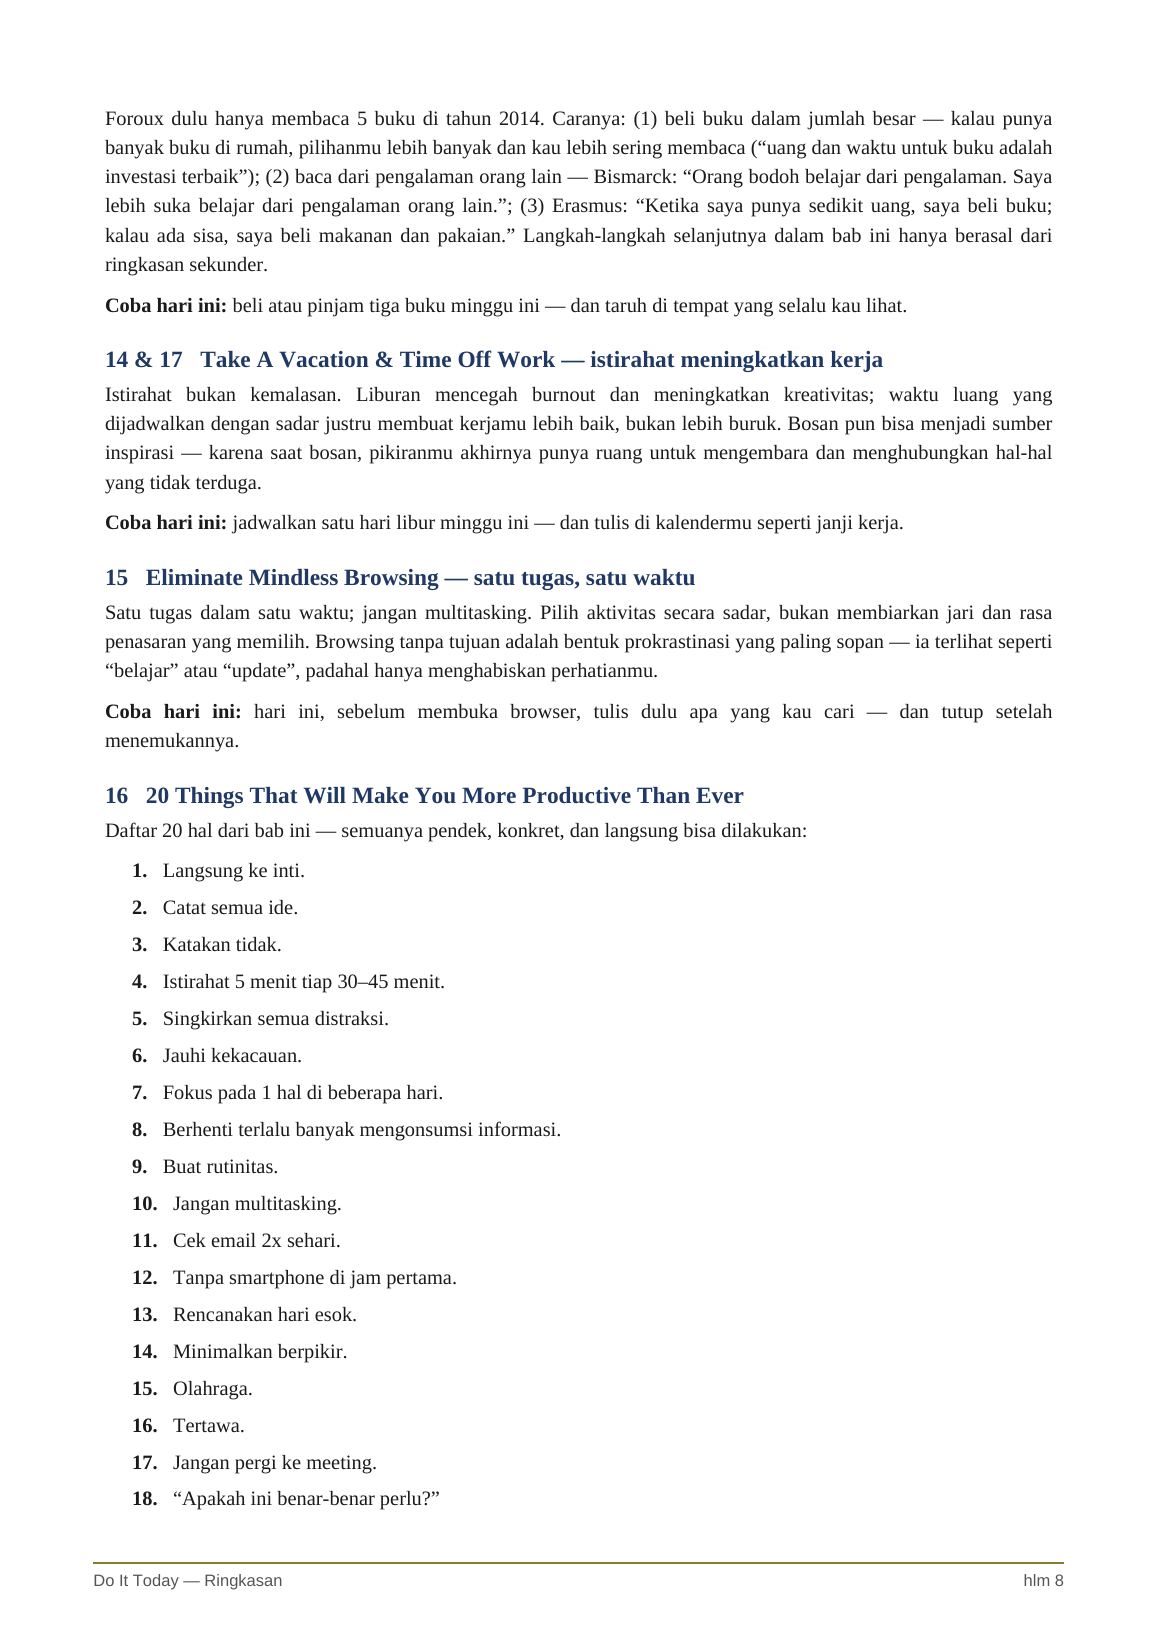 Foroux dulu hanya membaca 5 buku di tahun 2014. Caranya: (1) beli buku dalam jumlah besar — kalau punya
banyak buku di rumah, pilihanmu lebih banyak dan kau lebih sering membaca (“uang dan waktu untuk buku adalah
investasi terbaik”); (2) baca dari pengalaman orang lain — Bismarck: “Orang bodoh belajar dari pengalaman. Saya
lebih suka belajar dari pengalaman orang lain.”; (3) Erasmus: “Ketika saya punya sedikit uang, saya beli buku;
kalau ada sisa, saya beli makanan dan pakaian.” Langkah-langkah selanjutnya dalam bab ini hanya berasal dari
ringkasan sekunder.
Coba hari ini: beli atau pinjam tiga buku minggu ini — dan taruh di tempat yang selalu kau lihat.
14 & 17 Take A Vacation & Time Off Work — istirahat meningkatkan kerja
Istirahat bukan kemalasan. Liburan mencegah burnout dan meningkatkan kreativitas; waktu luang yang
dijadwalkan dengan sadar justru membuat kerjamu lebih baik, bukan lebih buruk. Bosan pun bisa menjadi sumber
inspirasi — karena saat bosan, pikiranmu akhirnya punya ruang untuk mengembara dan menghubungkan hal-hal
yang tidak terduga.
Coba hari ini: jadwalkan satu hari libur minggu ini — dan tulis di kalendermu seperti janji kerja.
15 Eliminate Mindless Browsing — satu tugas, satu waktu
Satu tugas dalam satu waktu; jangan multitasking. Pilih aktivitas secara sadar, bukan membiarkan jari dan rasa
penasaran yang memilih. Browsing tanpa tujuan adalah bentuk prokrastinasi yang paling sopan — ia terlihat seperti
“belajar” atau “update”, padahal hanya menghabiskan perhatianmu.
Coba hari ini: hari ini, sebelum membuka browser, tulis dulu apa yang kau cari — dan tutup setelah
menemukannya.
16 20 Things That Will Make You More Productive Than Ever
Daftar 20 hal dari bab ini — semuanya pendek, konkret, dan langsung bisa dilakukan:
1. Langsung ke inti.
2. Catat semua ide.
3. Katakan tidak.
4. Istirahat 5 menit tiap 30–45 menit.
5. Singkirkan semua distraksi.
6. Jauhi kekacauan.
7. Fokus pada 1 hal di beberapa hari.
8. Berhenti terlalu banyak mengonsumsi informasi.
9. Buat rutinitas.
10. Jangan multitasking.
11. Cek email 2x sehari.
12. Tanpa smartphone di jam pertama.
13. Rencanakan hari esok.
14. Minimalkan berpikir.
15. Olahraga.
16. Tertawa.
17. Jangan pergi ke meeting.
18. “Apakah ini benar-benar perlu?”
Do It Today — Ringkasan
hlm 8